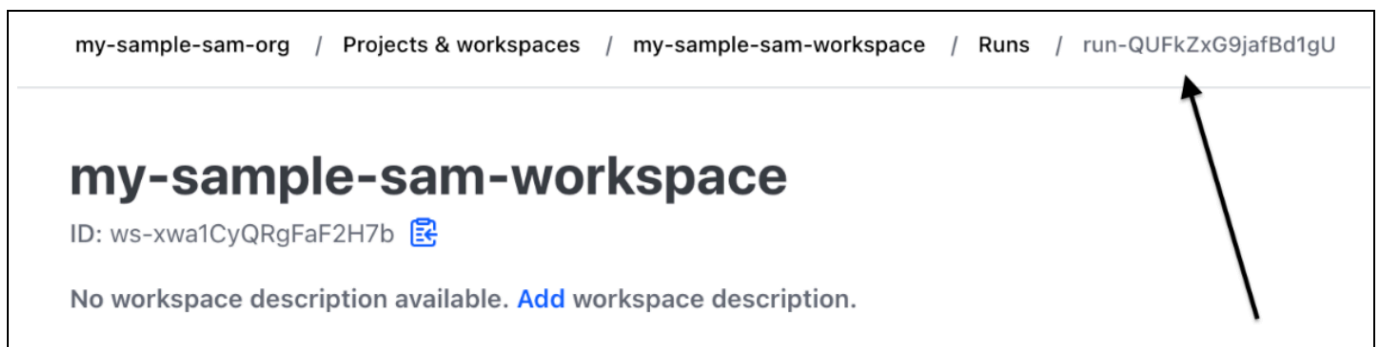 my-sample-sam-org / Projects & workspaces / my-sample-sam-workspace / Runs / run-QUFkZxG9jafBd1gU
my-sample-sam-workspace
ID: ws-xwa1CyQRgFaF2H7b
No workspace description available. Add workspace description.